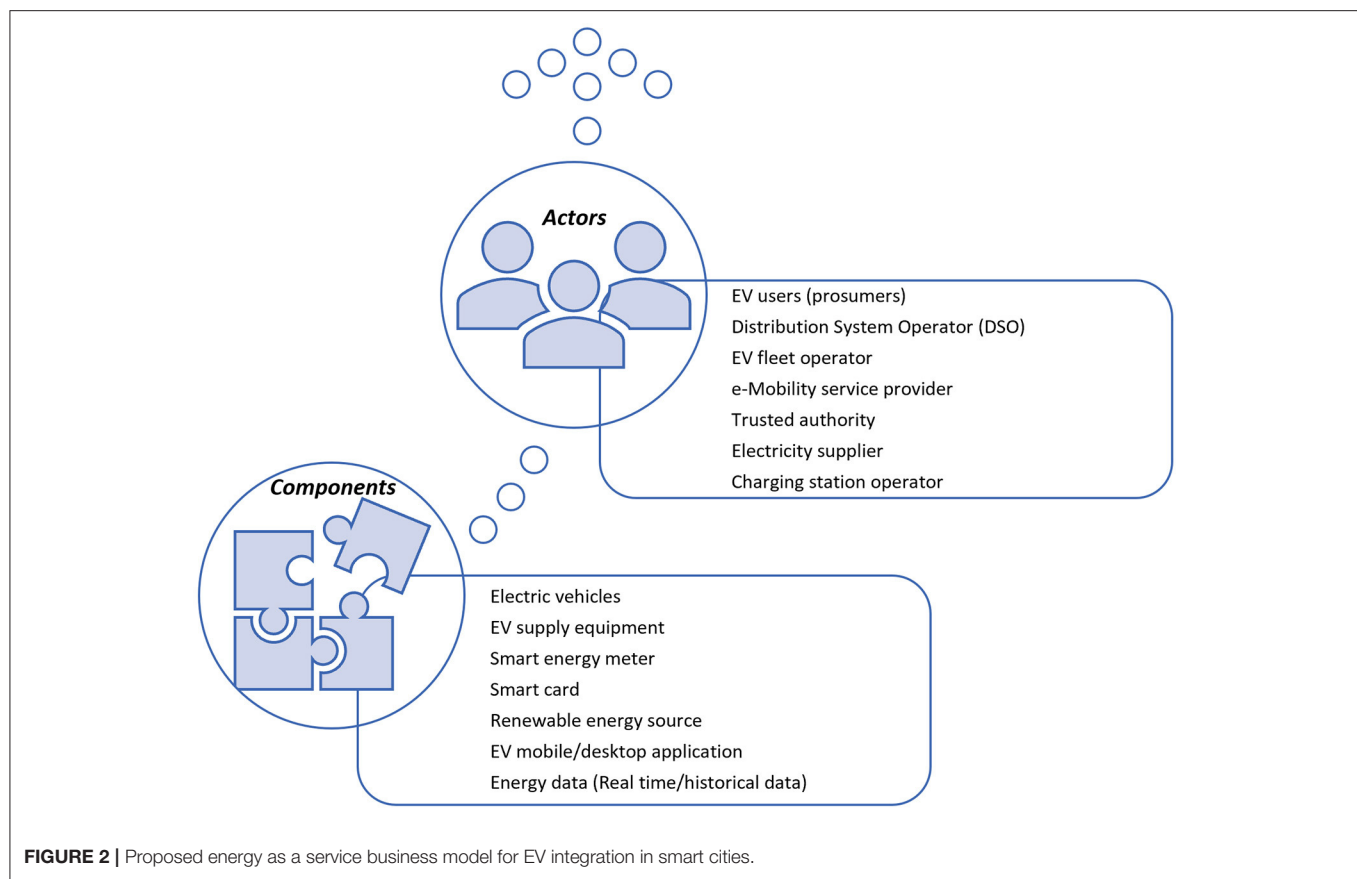 Actors
EV users (prosumers)
Distribution System Operator (DSO)
EV fleet operator
e-Mobility service provider
Trusted authority
Electricity supplier
Charging station operator
Components
Electric vehicles
EV supply equipment
Smart energy meter
Smart card
Renewable energy source
EV mobile/desktop application
Energy data (Real time/historical data)
FIGURE 2 | Proposed energy as a service business model for EV integration in smart cities.